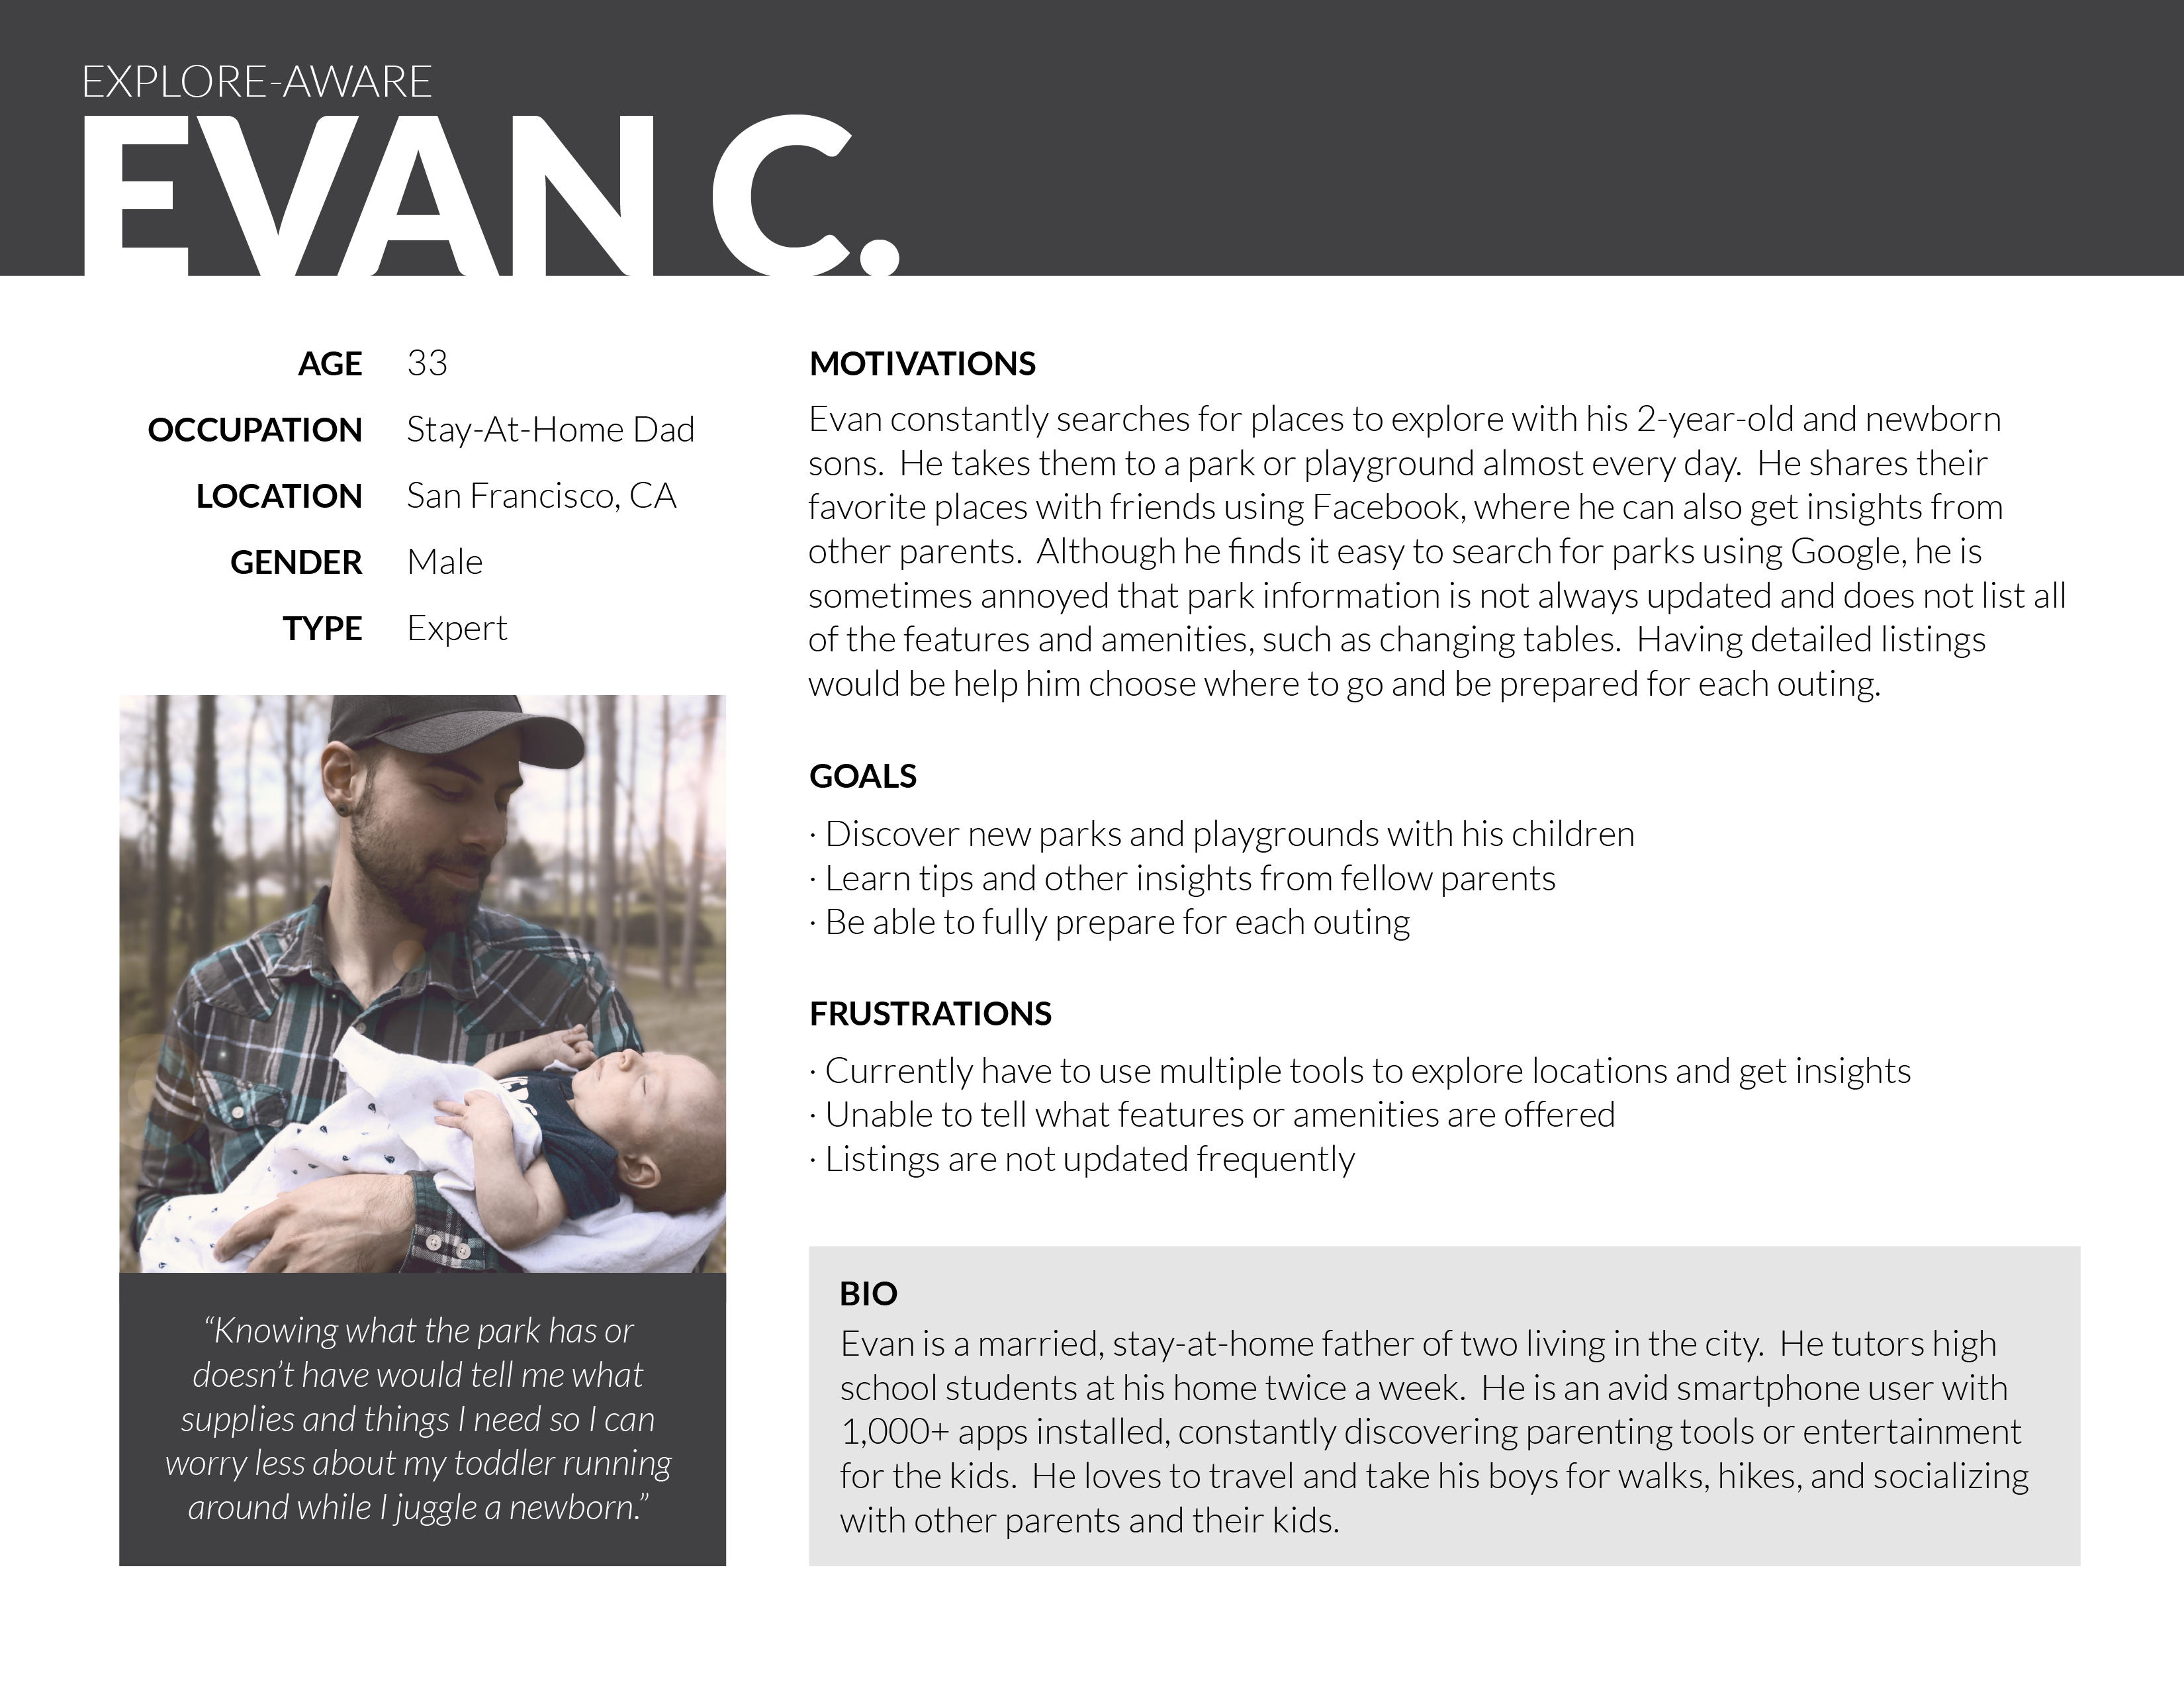 EXPLORE-AWARE
EVAN C.
AGE 33
OCCUPATION Stay-At-Home Dad
LOCATION San Francisco, CA
GENDER Male
TYPE Expert
“Knowing what the park has or
doesn’t have would tell me what
supplies and things I need so I can
worry less about my toddler running
around while I juggle a newborn.”
MOTIVATIONS
Evan constantly searches for places to explore with his 2-year-old and newborn
sons.  He takes them to a park or playground almost every day.  He shares their
favorite places with friends using Facebook, where he can also get insights from
other parents.  Although he finds it easy to search for parks using Google, he is
sometimes annoyed that park information is not always updated and does not list all
of the features and amenities, such as changing tables.  Having detailed listings
would be help him choose where to go and be prepared for each outing.
GOALS
· Discover new parks and playgrounds with his children
· Learn tips and other insights from fellow parents
· Be able to fully prepare for each outing
FRUSTRATIONS
· Currently have to use multiple tools to explore locations and get insights
· Unable to tell what features or amenities are offered
· Listings are not updated frequently
BIO
Evan is a married, stay-at-home father of two living in the city.  He tutors high
school students at his home twice a week.  He is an avid smartphone user with
1,000+ apps installed, constantly discovering parenting tools or entertainment
for the kids.  He loves to travel and take his boys for walks, hikes, and socializing
with other parents and their kids.